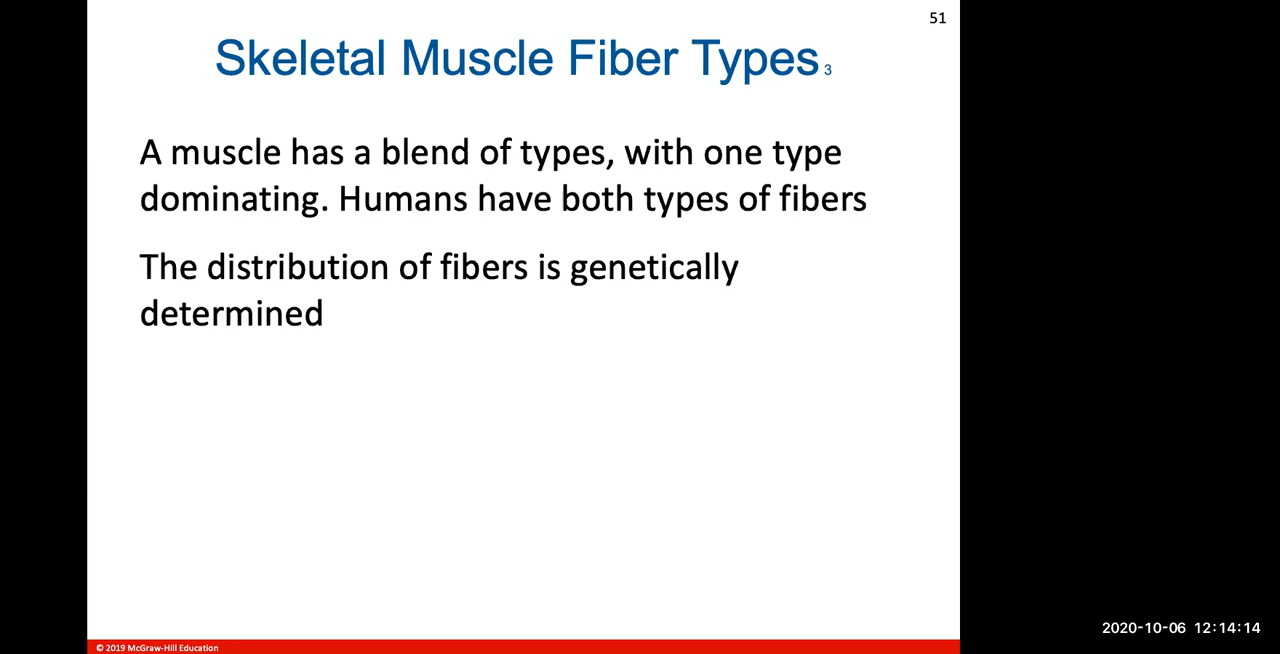 51
Skeletal Muscle Fiber Types 3
A muscle has a blend of types, with one type
dominating. Humans have both types of fibers
The distribution of fibers is genetically
determined
2020-10-06 12:14:14
© 2019 McGraw-Hill Education